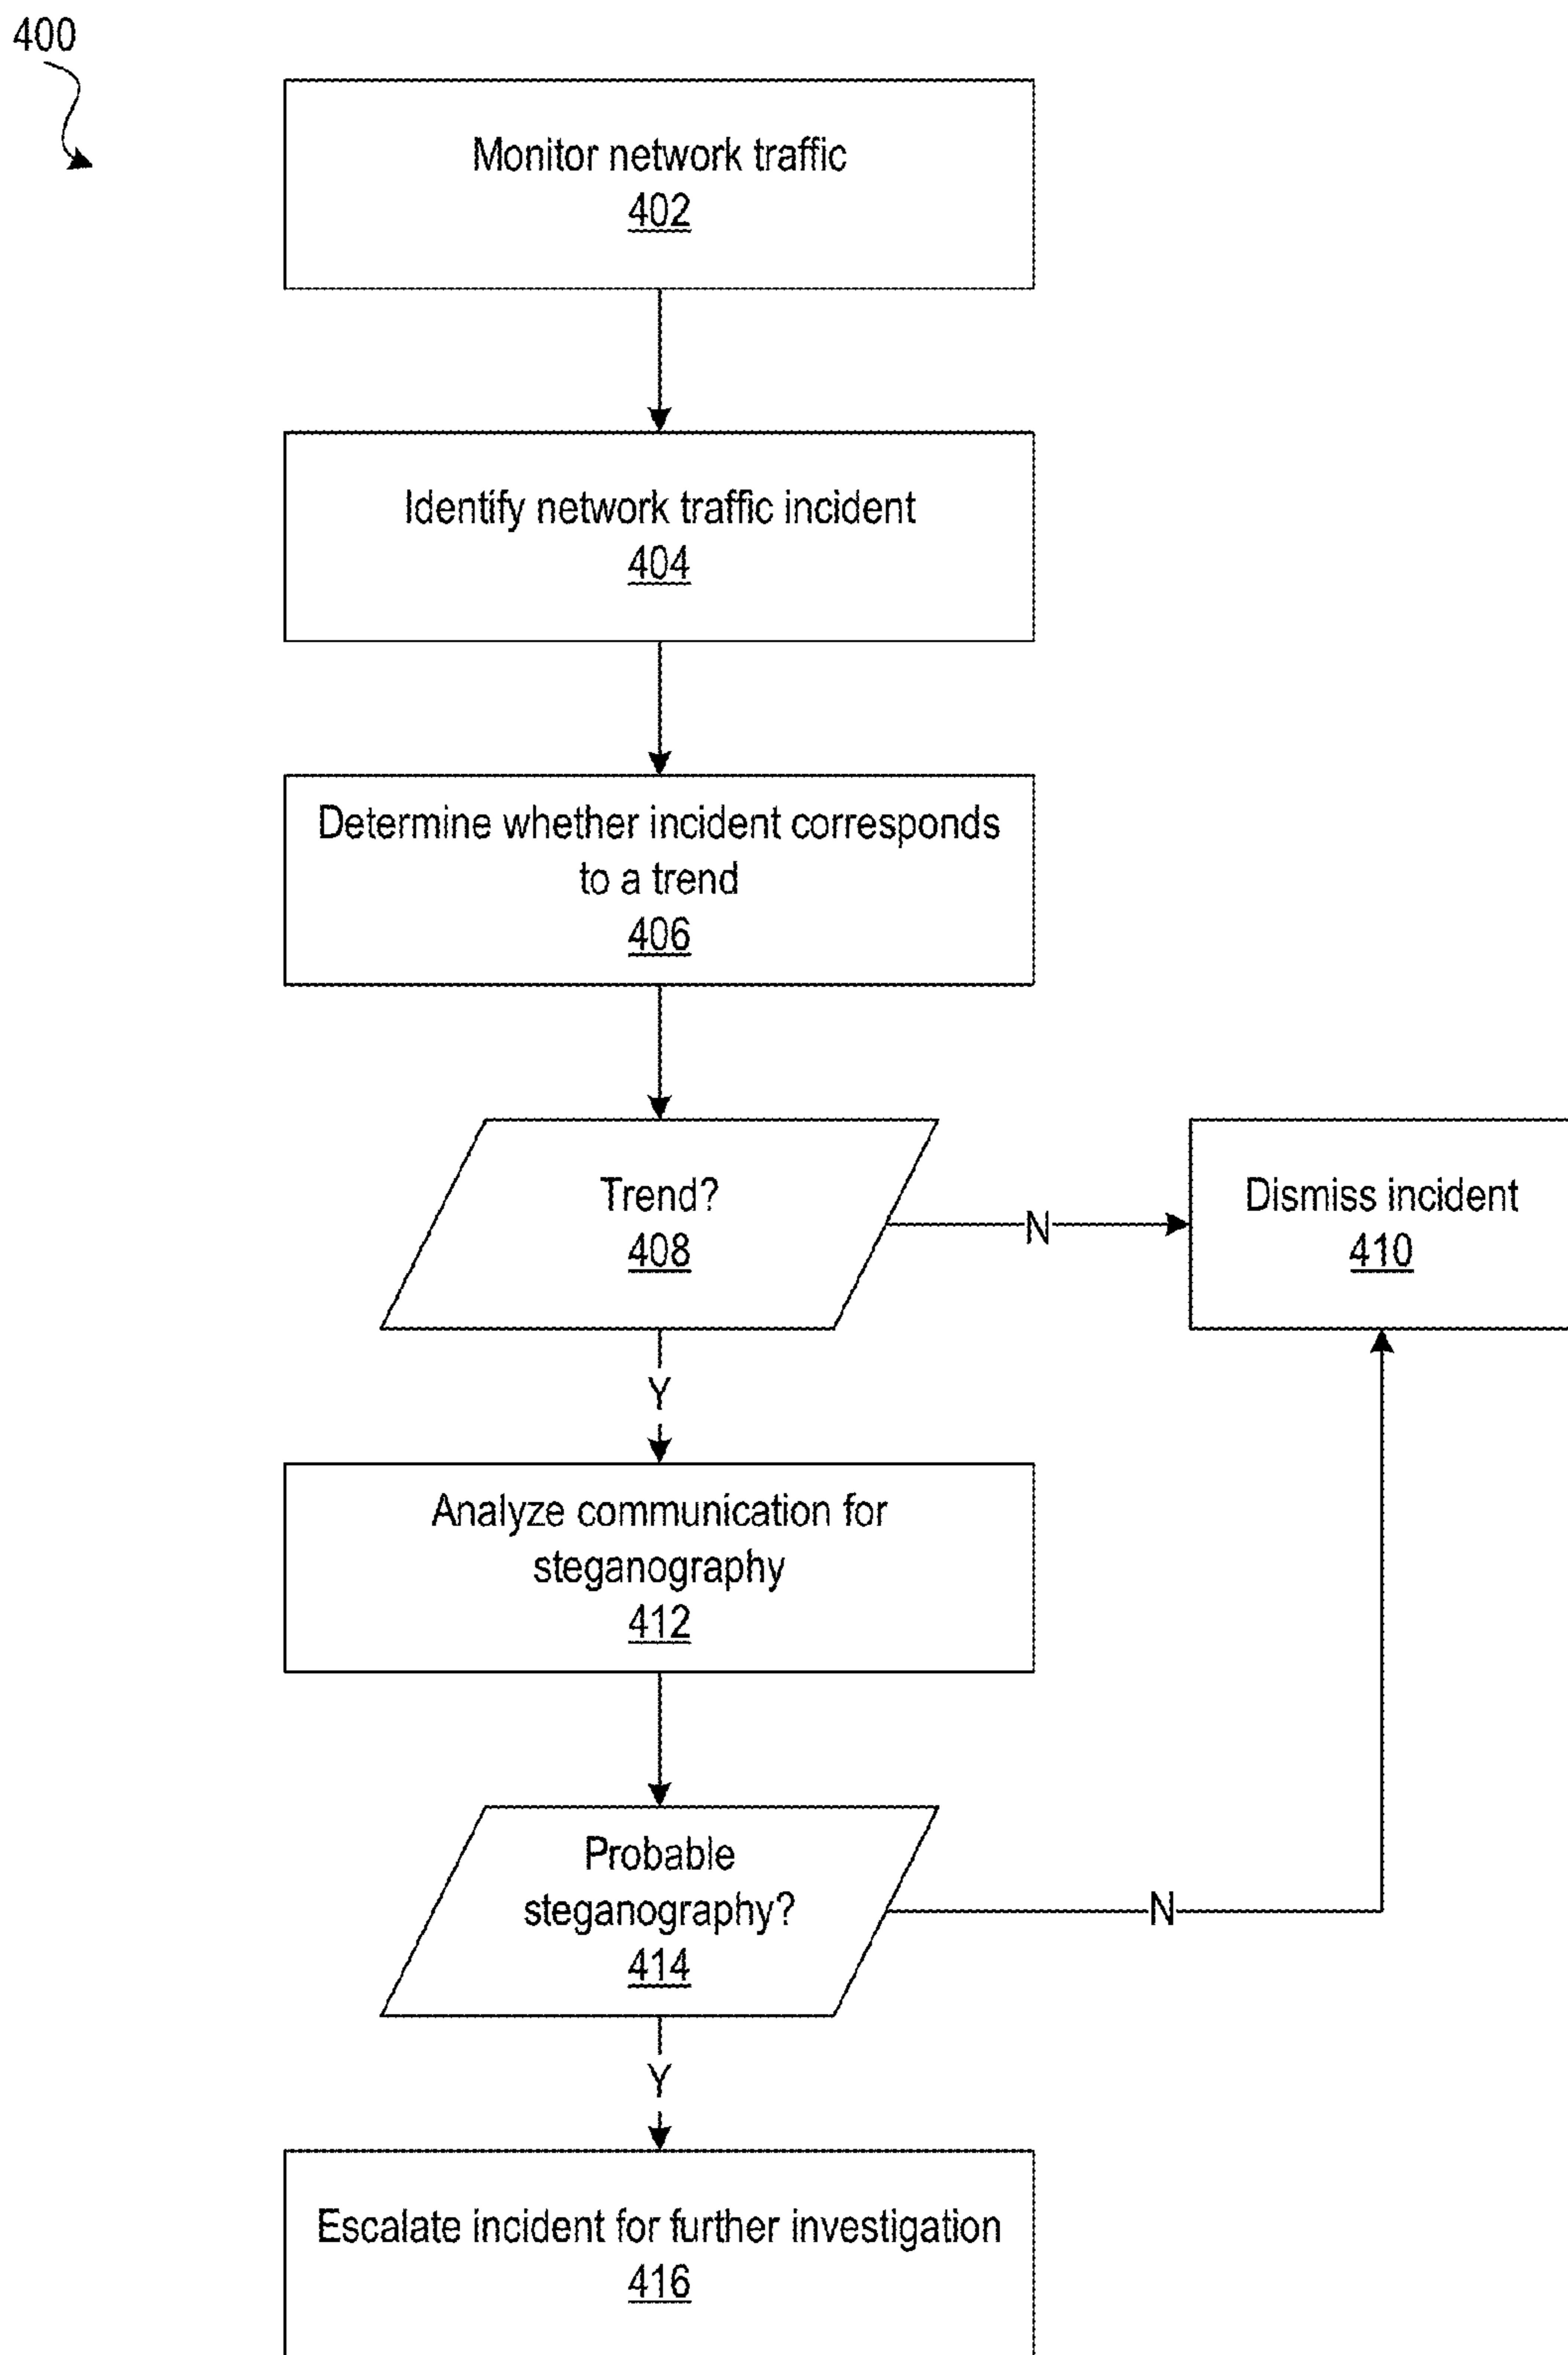 400
Monitor network traffic
402
Identify network traffic incident
404
Determine whether incident corresponds
to a trend
406
Trend?
408
N
Dismiss incident
410
Y
Analyze communication for
steganography
412
Probable
steganography?
414
N
Y
Escalate incident for further investigation
416